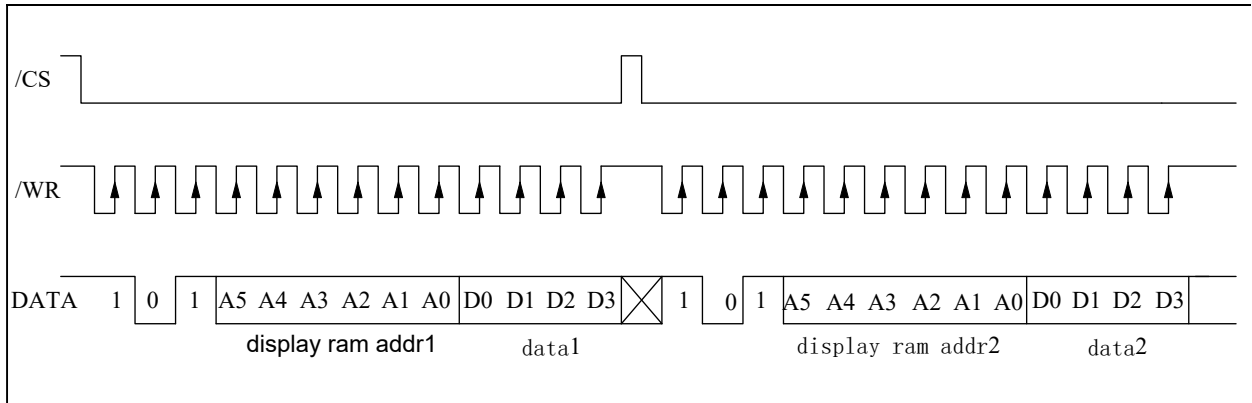 /CS
/WR
DATA 1 0 1 A5 A4 A3 A2 A1 A0 D0 D1 D2 D3 1 0 1 A5 A4 A3 A2 A1 A0 D0 D1 D2 D3
display ram addr1 data1 display ram addr2 data2